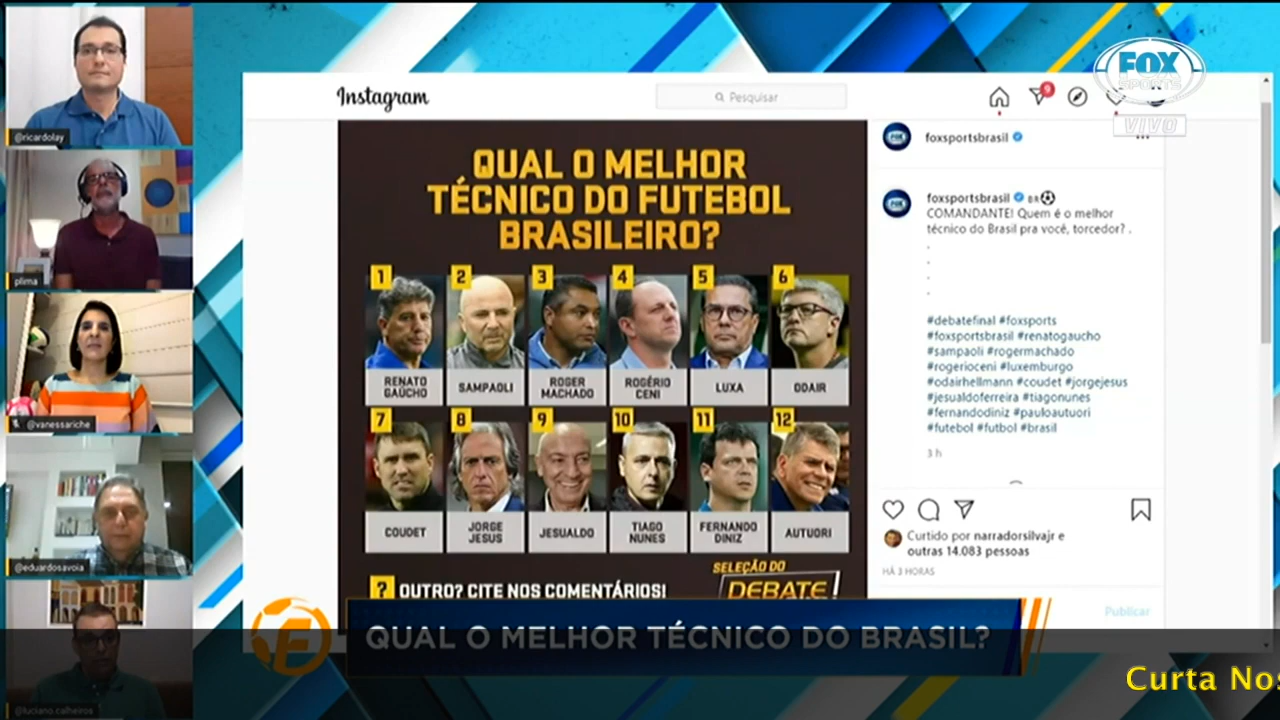 @ricardolay
plima
@vanessariche
@eduardosavoia
@luciano.calheiros
Instagram
Pesquisar
9
FOX
SPORTS
VIVO
QUAL O MELHOR
TÉCNICO DO FUTEBOL
BRASILEIRO?
1 2 3 4 5 6
RENATO
GAÚCHO
SAMPAOLI
ROGER
MACHADO
ROGÉRIO
CENI
LUXA
ODAIR
7 8 9 10 11 12
COUDET
JORGE
JESUS
JESUALDO
TIAGO
NUNES
FERNANDO
DINIZ
AUTUORI
? OUTRO? CITE NOS COMENTÁRIOS!
SELEÇÃO DO
DEBATE
foxsportsbrasil
foxsportsbrasil BR
COMANDANTE! Quem é o melhor
técnico do Brasil pra você, torcedor? .
.
.
.
.
#debatefinal #foxsports
#foxsportsbrasil #renatogaucho
#sampaoli #rogermachado
#rogerioceni #luxemburgo
#odairhellmann #coudet #jorgejesus
#jesualdoferreira #tiagonunes
#fernandodiniz #pauloautuori
#futebol #futbol #brasil
3 h
Curtido por narradorsilvajr e
outras 14.083 pessoas
HÁ 3 HORAS
Publicar
F
QUAL O MELHOR TÉCNICO DO BRASIL?
Curta Nos